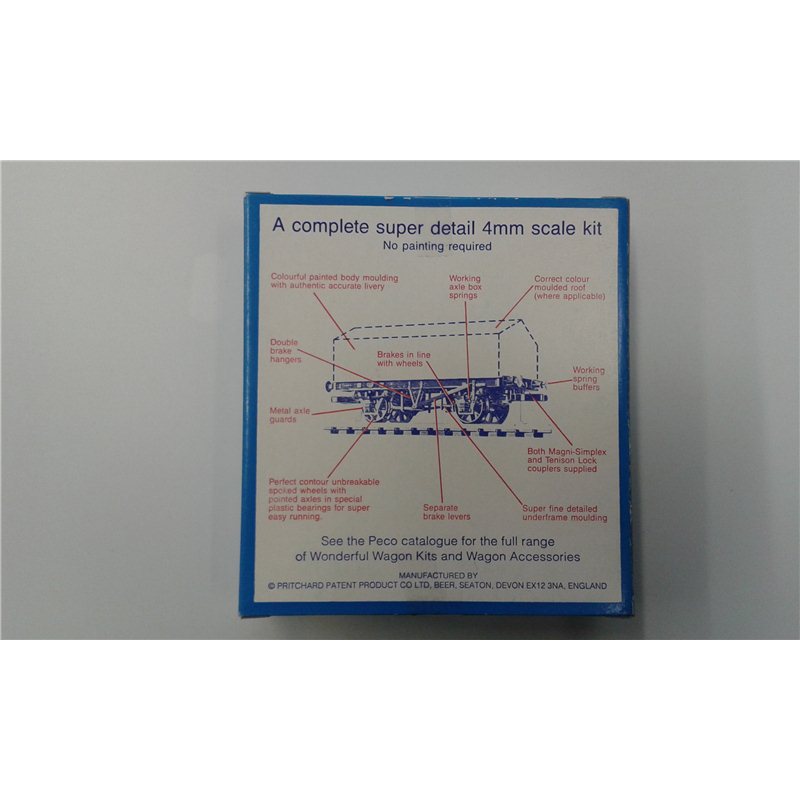 A complete super detail 4mm scale kit
No painting required
Colourful painted body moulding
with authentic accurate livery
Working
axle box
springs
Correct colour
moulded roof
(where applicable)
Double
brake
hangers
Brakes in line
with wheels
Working
spring
buffers
Metal axle
guards
Both Magni-Simplex
and Tenison Lock
couplers supplied
Perfect contour unbreakable
spoked wheels with
pointed axles in special
plastic bearings for super
easy running.
Separate
brake levers
Super fine detailed
underframe moulding
See the Peco catalogue for the full range
of Wonderful Wagon Kits and Wagon Accessories
MANUFACTURED BY
© PRITCHARD PATENT PRODUCT CO LTD, BEER, SEATON, DEVON EX12 3NA, ENGLAND